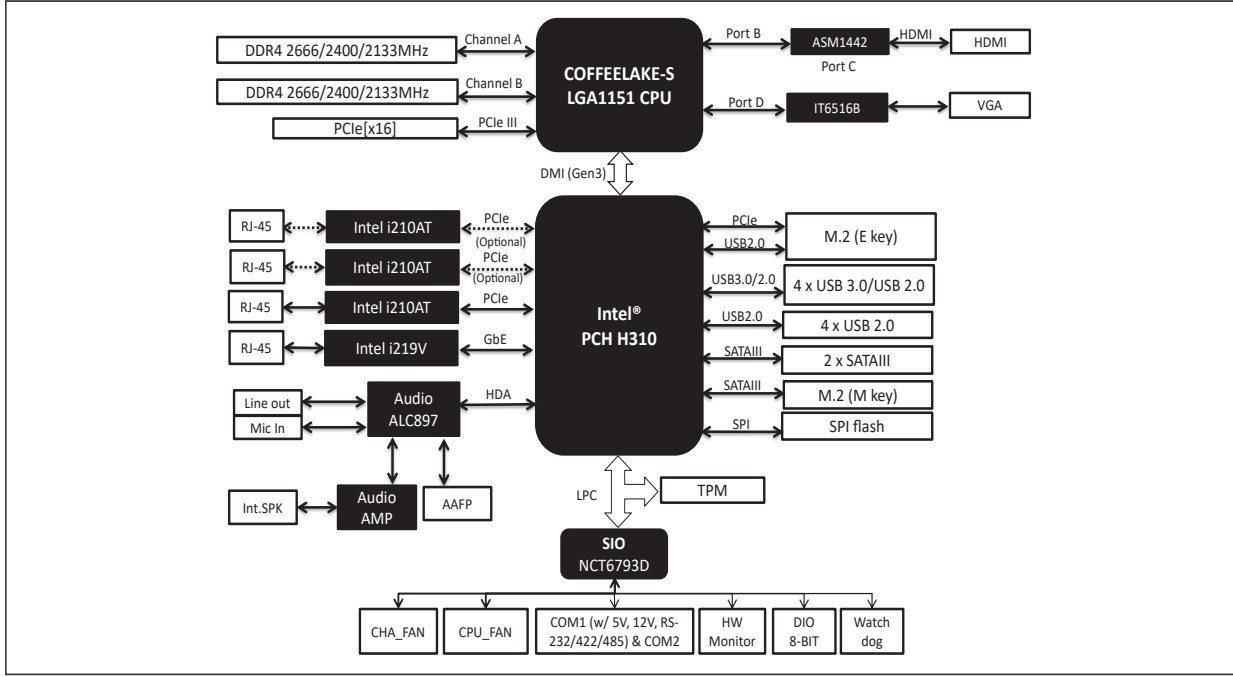 DDR4 2666/2400/2133MHz
Channel A
COFFEELAKE-S
LGA1151 CPU
Port B
ASM1442
HDMI
HDMI
Port C
DDR4 2666/2400/2133MHz
Channel B
Port D
IT6516B
VGA
PCIe[x16]
PCIe III
DMI (Gen3)
RJ-45
Intel i210AT
PCIe
(Optional)
RJ-45
Intel i210AT
PCIe
(Optional)
RJ-45
Intel i210AT
PCIe
RJ-45
Intel i219V
GbE
Intel®
PCH H310
PCIe
USB2.0
M.2 (E key)
USB3.0/2.0
4 x USB 3.0/USB 2.0
USB2.0
4 x USB 2.0
SATAIII
2 x SATAIII
SATAIII
M.2 (M key)
SPI
SPI flash
Line out
Mic In
Audio
ALC897
HDA
Int.SPK
Audio
AMP
AAFP
LPC
TPM
SIO
NCT6793D
CHA_FAN
CPU_FAN
COM1 (w/ 5V, 12V, RS-
232/422/485) & COM2
HW
Monitor
DIO
8-BIT
Watch
dog